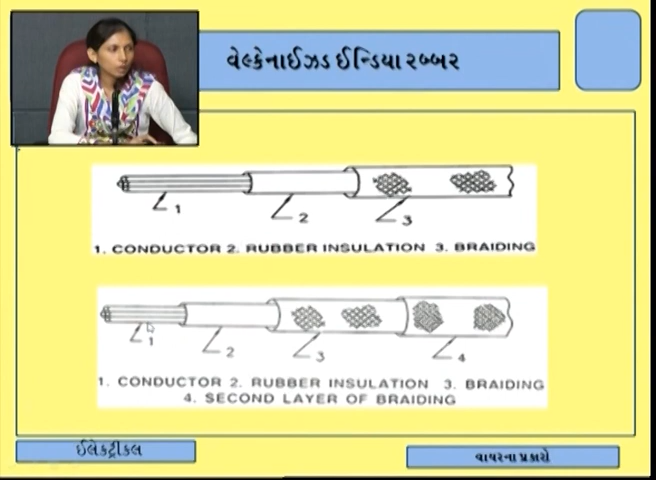 વેલ્કેનાઈઝડ ઈન્ડિયા રબ્બર
1
2
3
1. CONDUCTOR 2. RUBBER INSULATION 3. BRAIDING
1
2
3
4
1. CONDUCTOR 2. RUBBER INSULATION 3. BRAIDING
4. SECOND LAYER OF BRAIDING
ઈલેકટ્રીકલ
વાયરના પ્રકારો